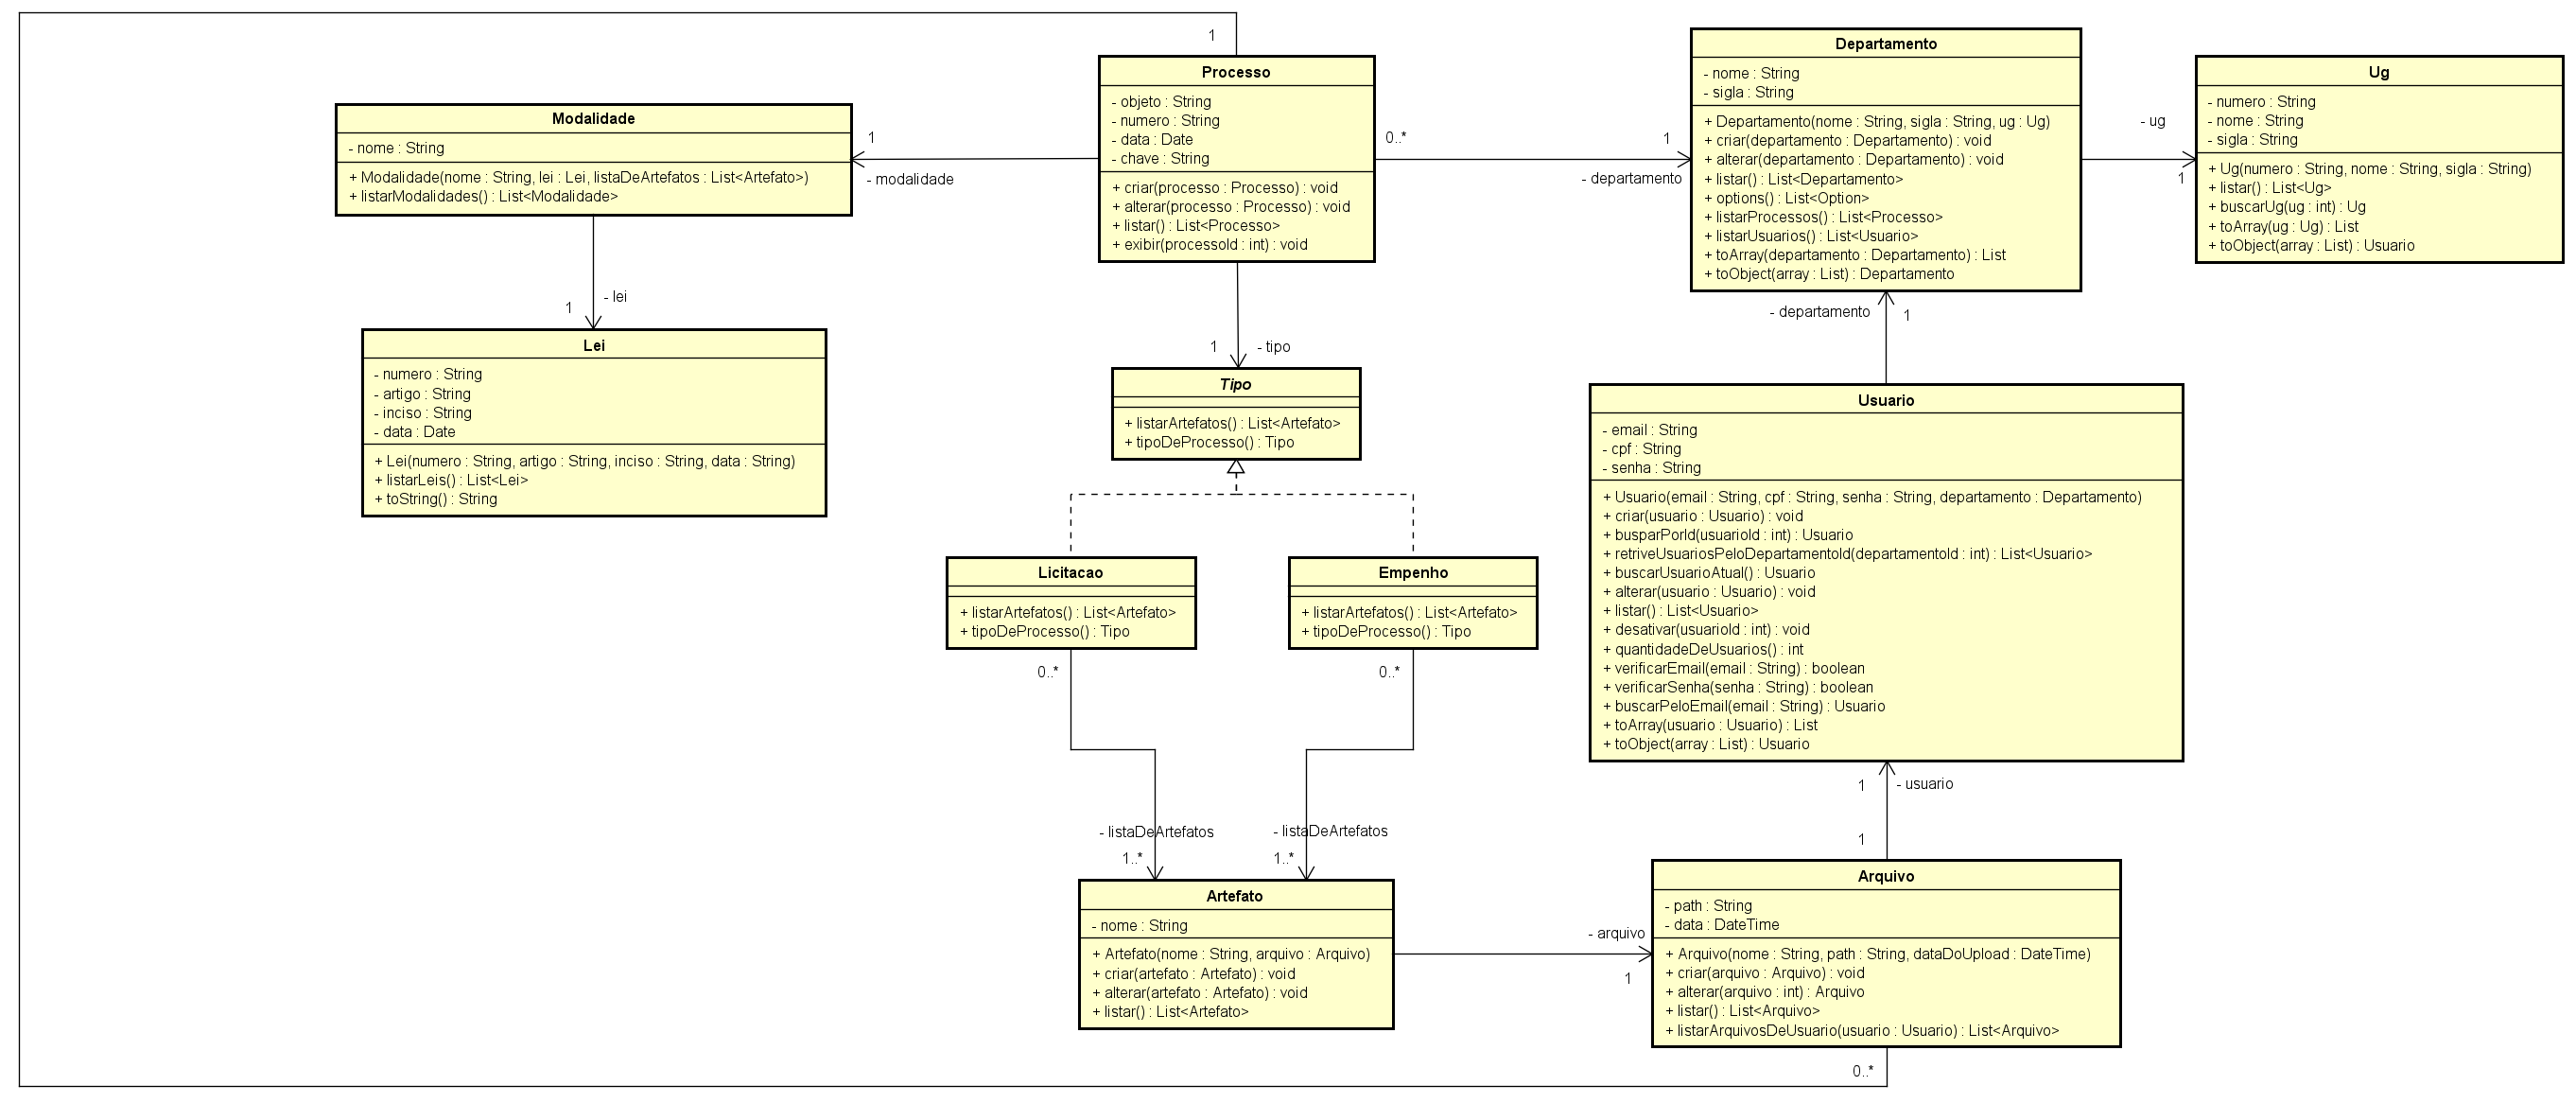 1
Processo
- objeto : String
- numero : String
- data : Date
- chave : String
+ criar(processo : Processo) : void
+ alterar(processo : Processo) : void
+ listar() : List<Processo>
+ exibir(processoId : int) : void
Modalidade
- nome : String
+ Modalidade(nome : String, lei : Lei, listaDeArtefatos : List<Artefato>)
+ listarModalidades() : List<Modalidade>
1
- modalidade
0..*
1
- departamento
Departamento
- nome : String
- sigla : String
+ Departamento(nome : String, sigla : String, ug : Ug)
+ criar(departamento : Departamento) : void
+ alterar(departamento : Departamento) : void
+ listar() : List<Departamento>
+ options() : List<Option>
+ listarProcessos() : List<Processo>
+ listarUsuarios() : List<Usuario>
+ toArray(departamento : Departamento) : List
+ toObject(array : List) : Departamento
- ug
1
Ug
- numero : String
- nome : String
- sigla : String
+ Ug(numero : String, nome : String, sigla : String)
+ listar() : List<Ug>
+ buscarUg(ug : int) : Ug
+ toArray(ug : Ug) : List
+ toObject(array : List) : Usuario
1
- lei
Lei
- numero : String
- artigo : String
- inciso : String
- data : Date
+ Lei(numero : String, artigo : String, inciso : String, data : String)
+ listarLeis() : List<Lei>
+ toString() : String
1
- tipo
Tipo
+ listarArtefatos() : List<Artefato>
+ tipoDeProcesso() : Tipo
- departamento
1
Usuario
- email : String
- cpf : String
- senha : String
+ Usuario(email : String, cpf : String, senha : String, departamento : Departamento)
+ criar(usuario : Usuario) : void
+ busparPorId(usuarioId : int) : Usuario
+ retriveUsuariosPeloDepartamentoId(departamentoId : int) : List<Usuario>
+ buscarUsuarioAtual() : Usuario
+ alterar(usuario : Usuario) : void
+ listar() : List<Usuario>
+ desativar(usuarioId : int) : void
+ quantidadeDeUsuarios() : int
+ verificarEmail(email : String) : boolean
+ verificarSenha(senha : String) : boolean
+ buscarPeloEmail(email : String) : Usuario
+ toArray(usuario : Usuario) : List
+ toObject(array : List) : Usuario
Licitacao
+ listarArtefatos() : List<Artefato>
+ tipoDeProcesso() : Tipo
0..*
Empenho
+ listarArtefatos() : List<Artefato>
+ tipoDeProcesso() : Tipo
0..*
- listaDeArtefatos
1..*
- listaDeArtefatos
1..*
1
- usuario
1
Artefato
- nome : String
+ Artefato(nome : String, arquivo : Arquivo)
+ criar(artefato : Artefato) : void
+ alterar(artefato : Artefato) : void
+ listar() : List<Artefato>
- arquivo
1
Arquivo
- path : String
- data : DateTime
+ Arquivo(nome : String, path : String, dataDoUpload : DateTime)
+ criar(arquivo : Arquivo) : void
+ alterar(arquivo : int) : Arquivo
+ listar() : List<Arquivo>
+ listarArquivosDeUsuario(usuario : Usuario) : List<Arquivo>
0..*